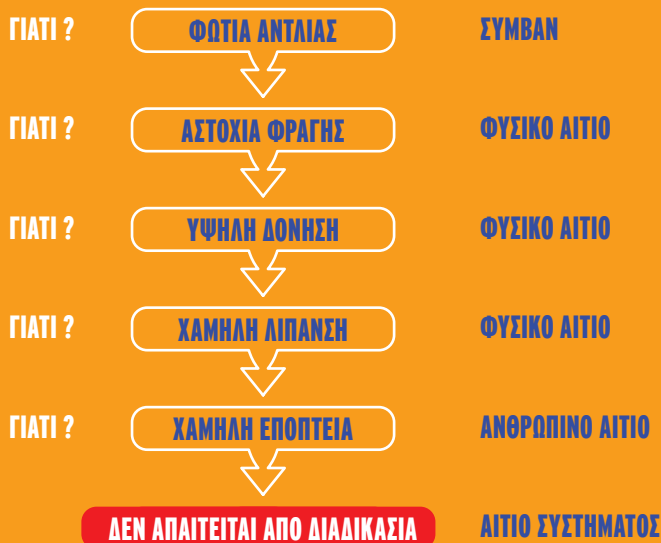 ΓΙΑΤΙ ? ΦΩΤΙΑ ΑΝΤΛΙΑΣ ΣΥΜΒΑΝ
ΓΙΑΤΙ ? ΑΣΤΟΧΙΑ ΦΡΑΓΗΣ ΦΥΣΙΚΟ ΑΙΤΙΟ
ΓΙΑΤΙ ? ΥΨΗΛΗ ΔΟΝΗΣΗ ΦΥΣΙΚΟ ΑΙΤΙΟ
ΓΙΑΤΙ ? ΧΑΜΗΛΗ ΛΙΠΑΝΣΗ ΦΥΣΙΚΟ ΑΙΤΙΟ
ΓΙΑΤΙ ? ΧΑΜΗΛΗ ΕΠΟΠΤΕΙΑ ΑΝΘΡΩΠΙΝΟ ΑΙΤΙΟ
ΔΕΝ ΑΠΑΙΤΕΙΤΑΙ ΑΠΟ ΔΙΑΔΙΚΑΣΙΑ ΑΙΤΙΟ ΣΥΣΤΗΜΑΤΟΣ